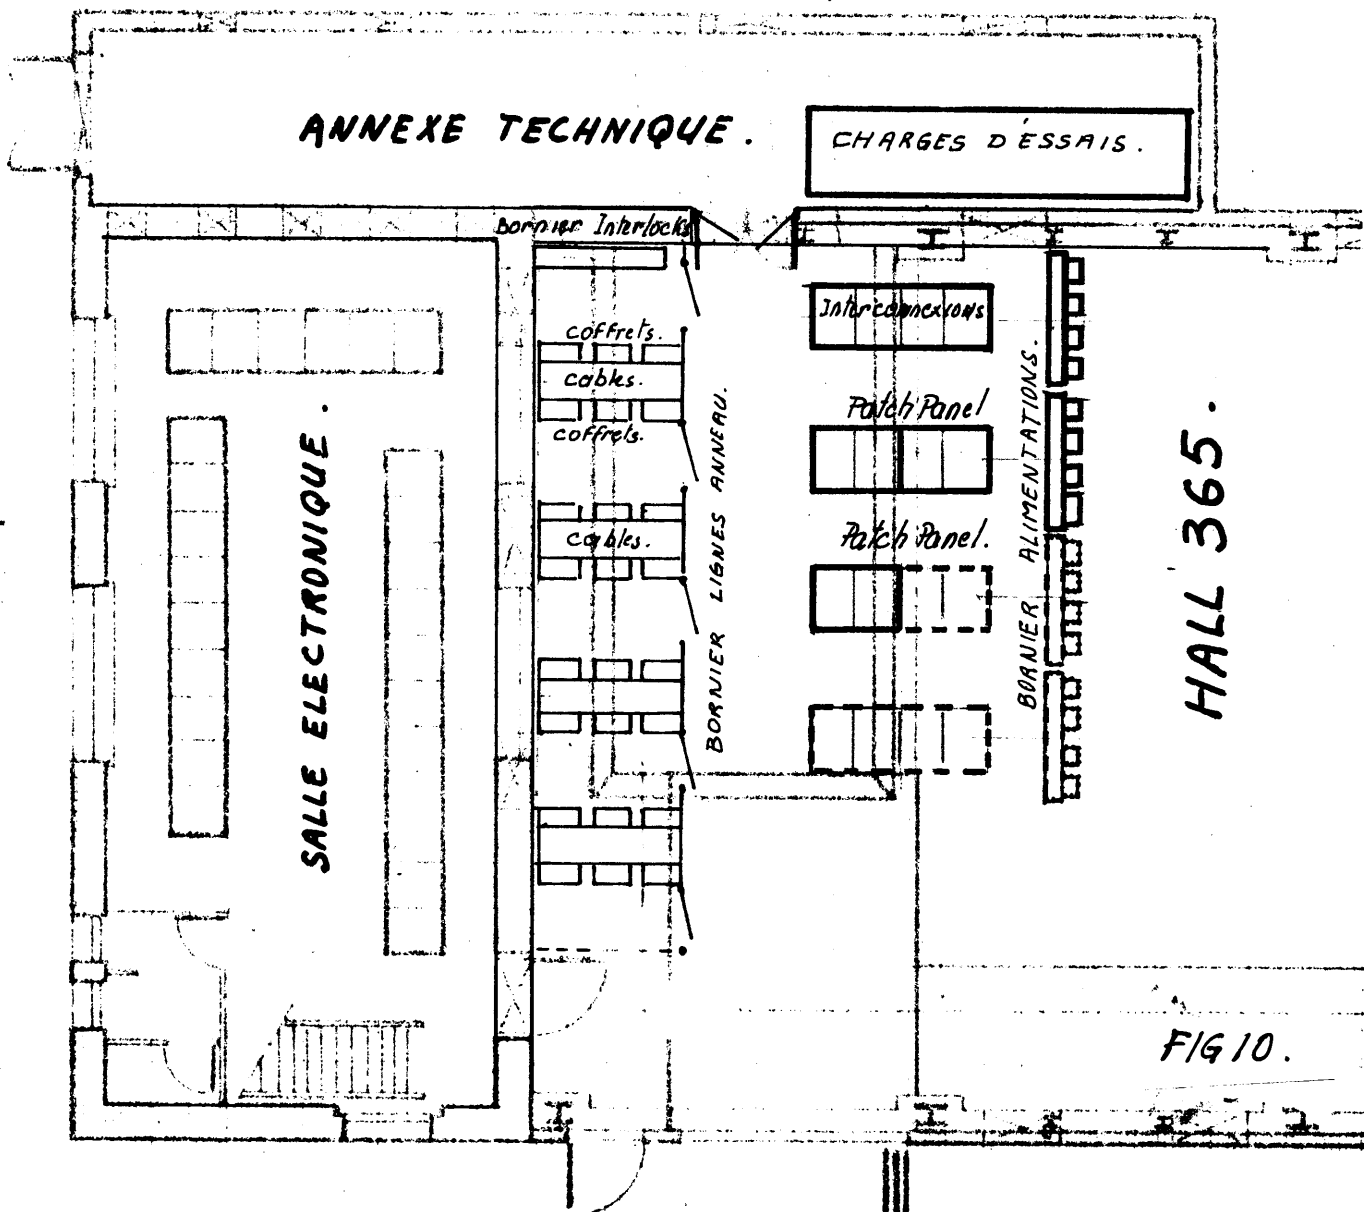 ANNEXE TECHNIQUE.
CHARGES D'ESSAIS.
Bornier Interlocks
coffrets.
cables.
coffrets.
cables.
SALLE ELECTRONIQUE.
BORNIER LIGNES ANNEAU.
Interconnexions
Patch Panel
Patch Panel.
BORNIER ALIMENTATIONS.
HALL 365.
FIG 10.